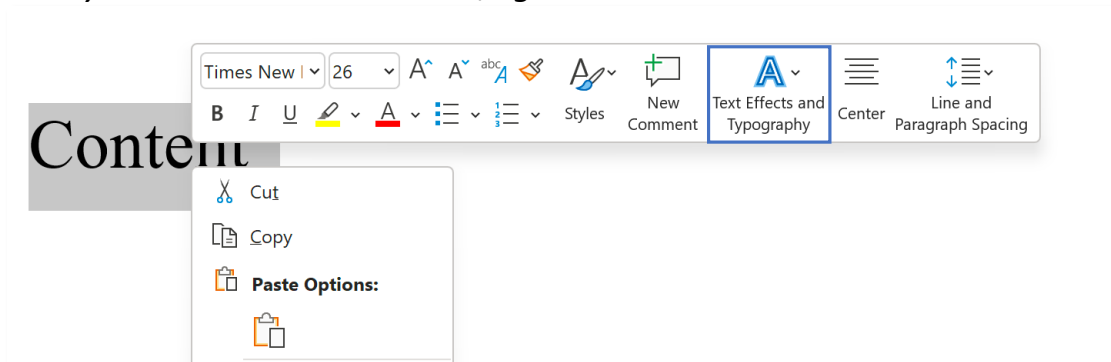 Times New 26
abc
B I U A
Styles
New Comment
Text Effects and Typography
Center
Line and Paragraph Spacing
Content
Cut
Copy
Paste Options: